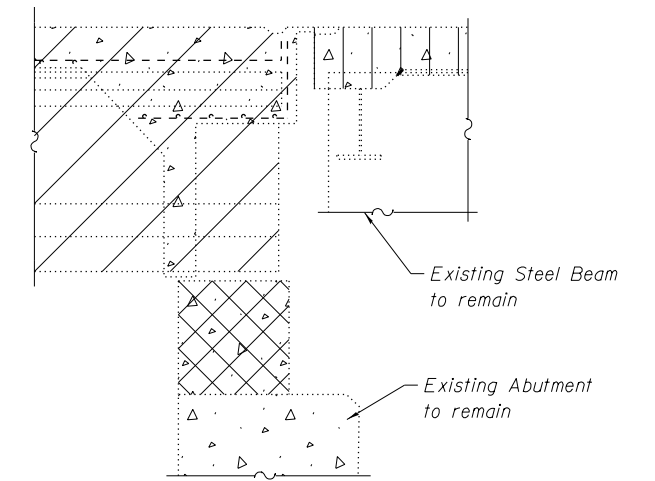 Existing Steel Beam
to remain
Existing Abutment
to remain